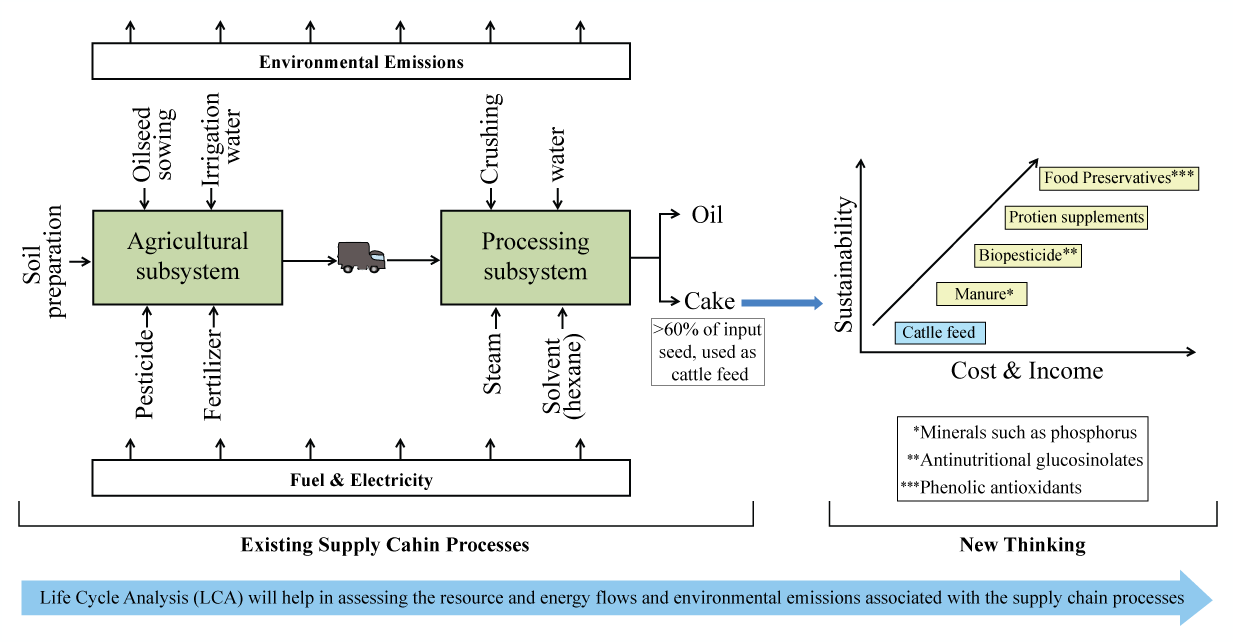 Environmental Emissions
Oilseed
sowing
Irrigation
water
Crushing
water
Soil
preparation
Agricultural
subsystem
Processing
subsystem
Oil
Cake
>60% of input
seed, used as
cattle feed
Pesticide
Fertilizer
Steam
Solvent
(hexane)
Fuel & Electricity
Existing Supply Cahin Processes
Sustainability
Food Preservatives***
Protien supplements
Biopesticide**
Manure*
Catlle feed
Cost & Income
*Minerals such as phosphorus
**Antinutritional glucosinolates
***Phenolic antioxidants
New Thinking
Life Cycle Analysis (LCA) will help in assessing the resource and energy flows and environmental emissions associated with the supply chain processes